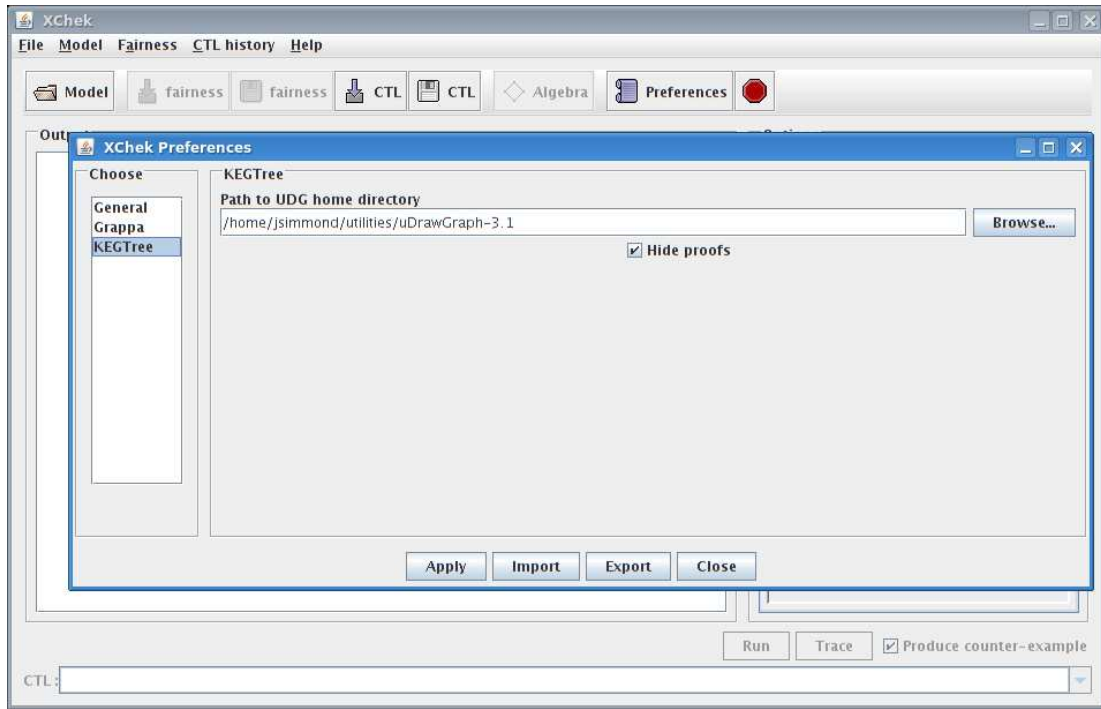 XChek
File Model Fairness CTL history Help
Model fairness fairness CTL CTL Algebra Preferences
XChek Preferences
Choose
General
Grappa
KEGTree
KEGTree
Path to UDG home directory
/home/jsimmond/utilities/uDrawGraph-3.1
Browse...
Hide proofs
Apply Import Export Close
Run Trace Produce counter-example
CTL: